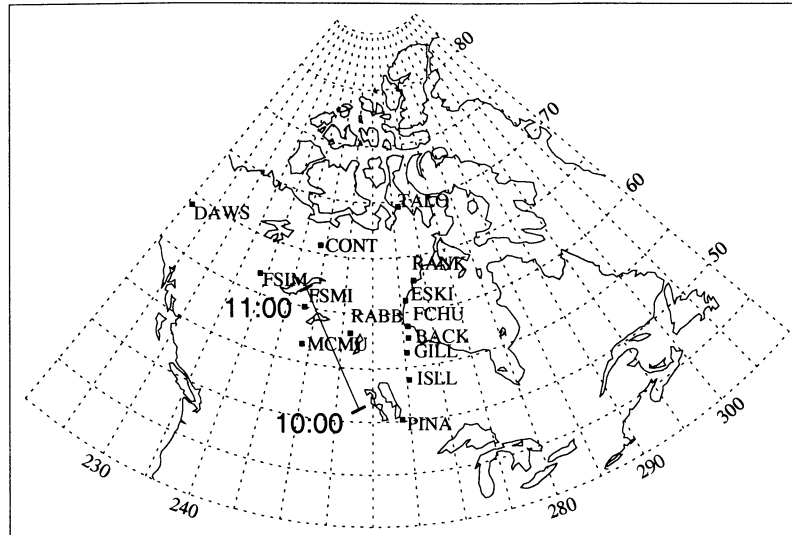 80
70
60
50
TALO
DAWS
CONT
RANK
FSIM
ESKI
11:00
FSMI
RABB
FCHU
BACK
MCMU
GILL
ISLL
10:00
PINA
300
290
280
230
240